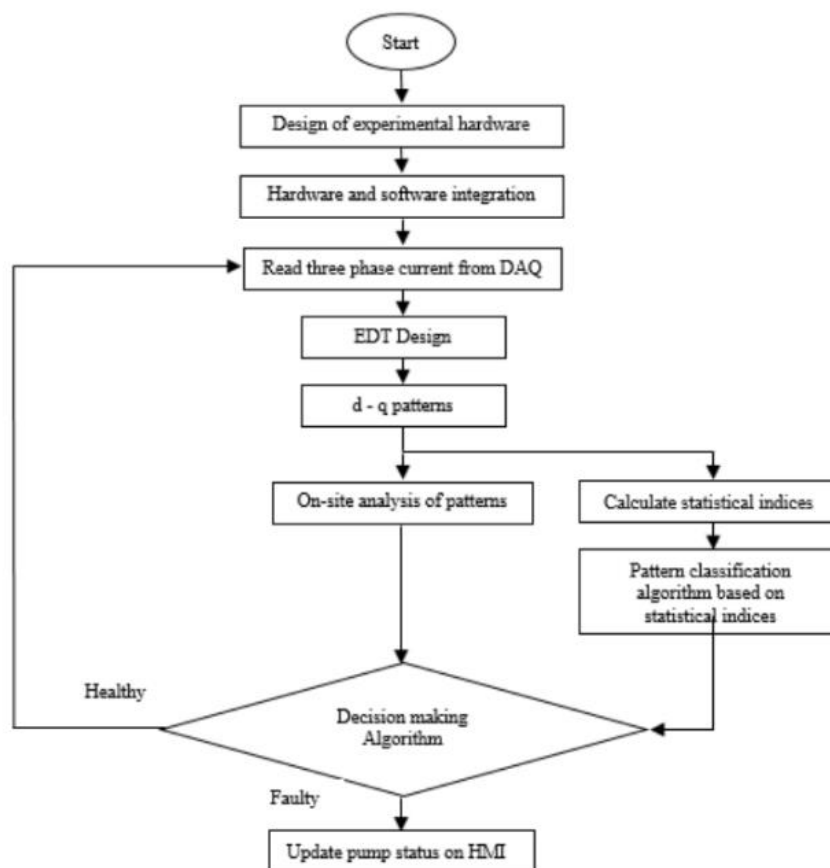 Start
Design of experimental hardware
Hardware and software integration
Read three phase current from DAQ
EDT Design
d - q patterns
On-site analysis of patterns
Calculate statistical indices
Pattern classification
algorithm based on
statistical indices
Healthy
Decision making
Algorithm
Faulty
Update pump status on HMI